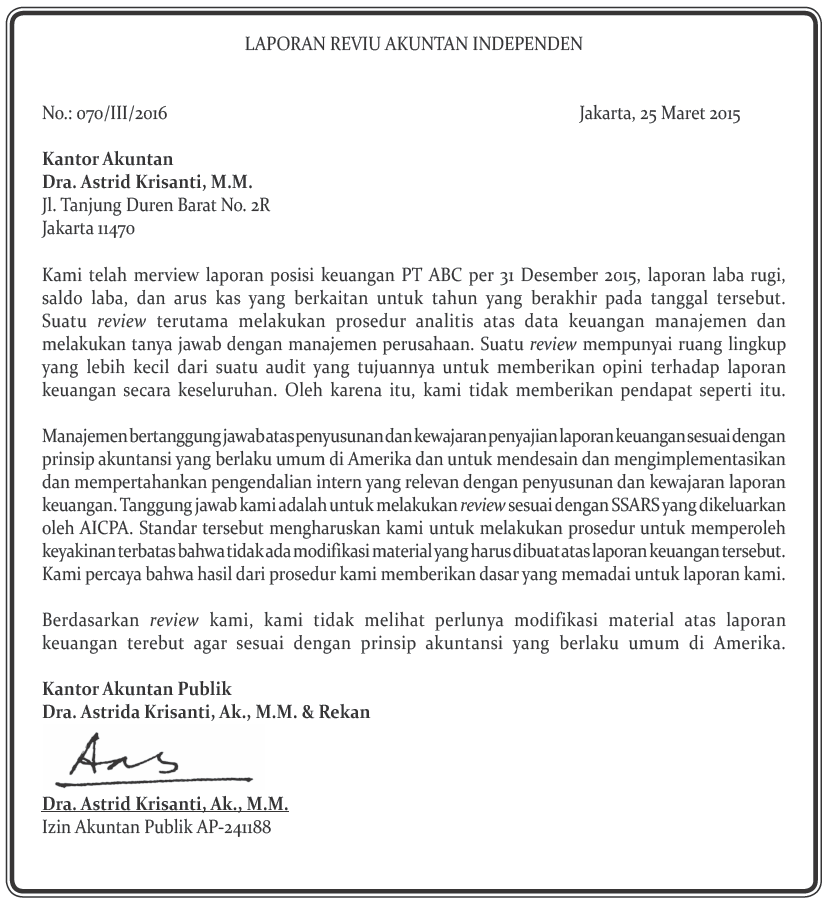 LAPORAN REVIU AKUNTAN INDEPENDEN
No.: 070/III/2016 Jakarta, 25 Maret 2015
Kantor Akuntan
Dra. Astrid Krisanti, M.M.
Jl. Tanjung Duren Barat No. 2R
Jakarta 11470
Kami telah merview laporan posisi keuangan PT ABC per 31 Desember 2015, laporan laba rugi,
saldo laba, dan arus kas yang berkaitan untuk tahun yang berakhir pada tanggal tersebut.
Suatu review terutama melakukan prosedur analitis atas data keuangan manajemen dan
melakukan tanya jawab dengan manajemen perusahaan. Suatu review mempunyai ruang lingkup
yang lebih kecil dari suatu audit yang tujuannya untuk memberikan opini terhadap laporan
keuangan secara keseluruhan. Oleh karena itu, kami tidak memberikan pendapat seperti itu.
Manajemen bertanggung jawab atas penyusunan dan kewajaran penyajian laporan keuangan sesuai dengan
prinsip akuntansi yang berlaku umum di Amerika dan untuk mendesain dan mengimplementasikan
dan mempertahankan pengendalian intern yang relevan dengan penyusunan dan kewajaran laporan
keuangan. Tanggung jawab kami adalah untuk melakukan review sesuai dengan SSARS yang dikeluarkan
oleh AICPA. Standar tersebut mengharuskan kami untuk melakukan prosedur untuk memperoleh
keyakinan terbatas bahwa tidak ada modifikasi material yang harus dibuat atas laporan keuangan tersebut.
Kami percaya bahwa hasil dari prosedur kami memberikan dasar yang memadai untuk laporan kami.
Berdasarkan review kami, kami tidak melihat perlunya modifikasi material atas laporan
keuangan terebut agar sesuai dengan prinsip akuntansi yang berlaku umum di Amerika.
Kantor Akuntan Publik
Dra. Astrida Krisanti, Ak., M.M. & Rekan
Dra. Astrid Krisanti, Ak., M.M.
Izin Akuntan Publik AP-241188